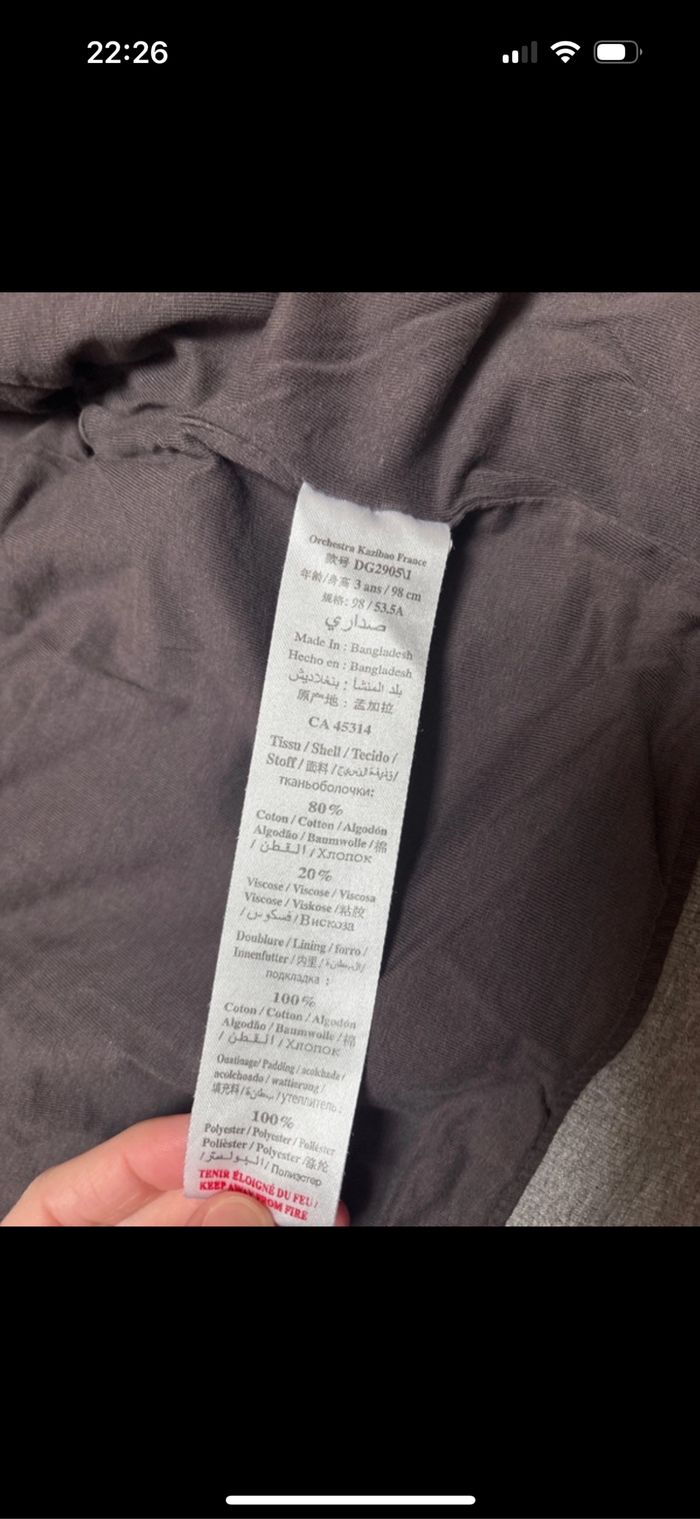 22:26
Orchestra Kazibao France
款号 DG2905\1
年龄/身高 3 ans / 98 cm
规格: 98 / 53.5A
صداري
Made In : Bangladesh
Hecho en : Bangladesh
بلد المنشأ : بنغلاديش
原产地 : 孟加拉
CA 45314
Tissu / Shell / Tecido /
Stoff / 面料 /
тканьоболочки:
80%
Coton / Cotton / Algodón
Algodão / Baumwolle / 棉
/ القطن / Хлопок
20%
Viscose / Viscose / Viscosa
Viscose / Viskose / 粘胶
/ فسكوس / Вискоза
Doublure / Lining / forro /
Innenfutter / 内里 /
подкладка :
100%
Coton / Cotton / Algodón
Algodão / Baumwolle / 棉
/ القطن / Хлопок
Ouatinage/ Padding / acolchada /
acolchoado / wattierung /
填充料 / утеплитель :
100%
Polyester / Polyester / Poliéster
Poliéster / Polyester / 涤纶
/ البوليستر / Полиэстер
TENIR ÉLOIGNÉ DU FEU /
KEEP AWAY FROM FIRE